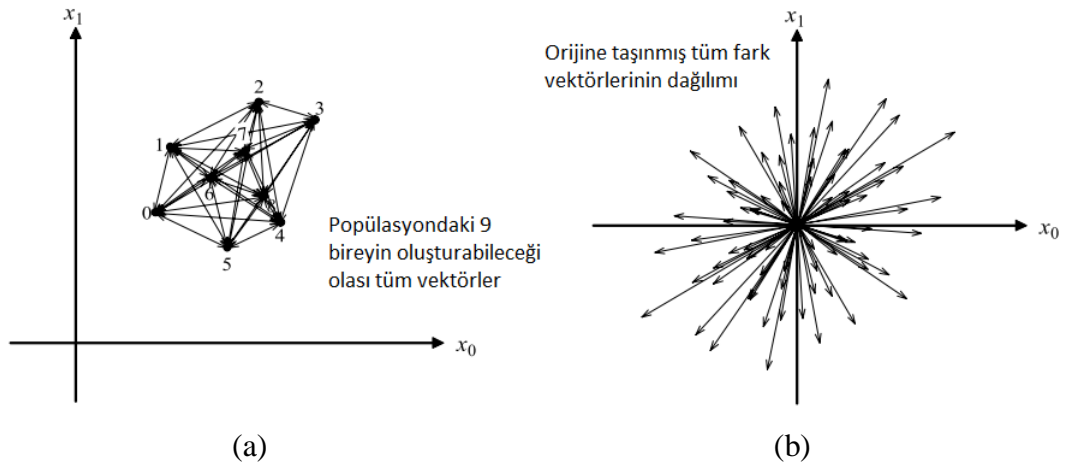 x₁
2
3
1
7
6
0
8
4
5
Popülasyondaki 9
bireyin oluşturabileceği
olası tüm vektörler
x₀
(a)
x₁
Orijine taşınmış tüm fark
vektörlerinin dağılımı
x₀
(b)